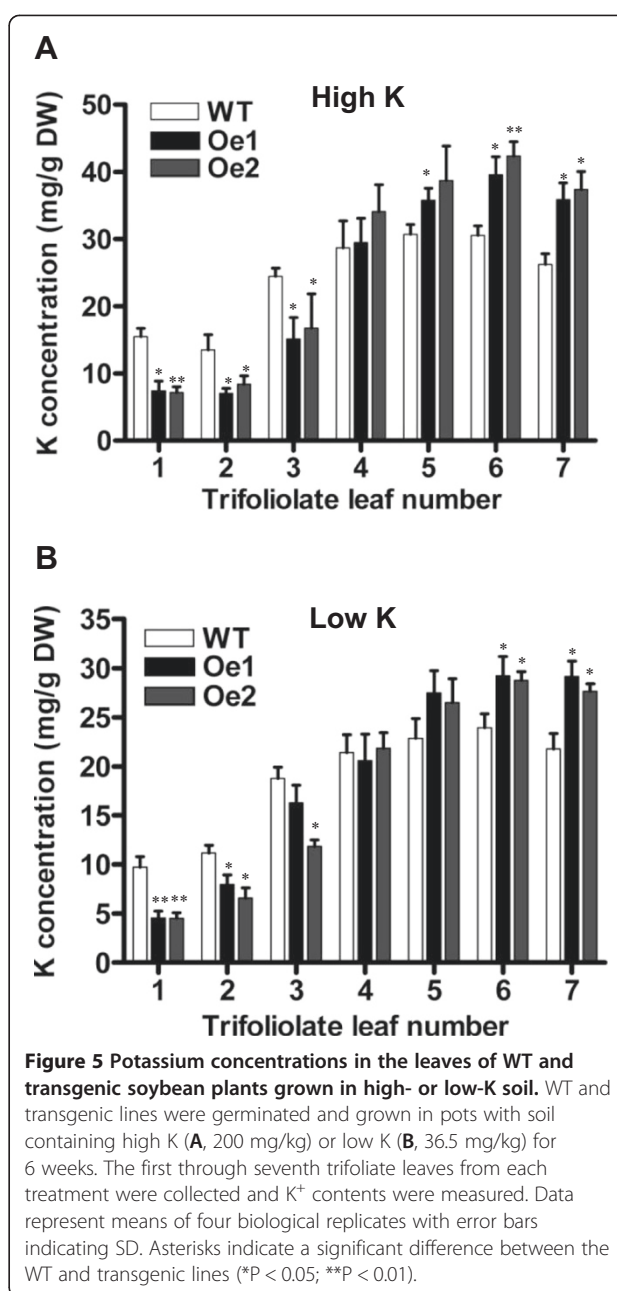 A
High K
WT
Oe1
Oe2
K concentration (mg/g DW)
50
40
30
20
10
0
* ** * * * * * * ** * *
1 2 3 4 5 6 7
Trifoliolate leaf number
B
Low K
WT
Oe1
Oe2
K concentration (mg/g DW)
35
30
25
20
15
10
5
0
** ** * * * * * * *
1 2 3 4 5 6 7
Trifoliolate leaf number
Figure 5 Potassium concentrations in the leaves of WT and
transgenic soybean plants grown in high- or low-K soil. WT and
transgenic lines were germinated and grown in pots with soil
containing high K (A, 200 mg/kg) or low K (B, 36.5 mg/kg) for
6 weeks. The first through seventh trifoliate leaves from each
treatment were collected and K⁺ contents were measured. Data
represent means of four biological replicates with error bars
indicating SD. Asterisks indicate a significant difference between the
WT and transgenic lines (*P < 0.05; **P < 0.01).